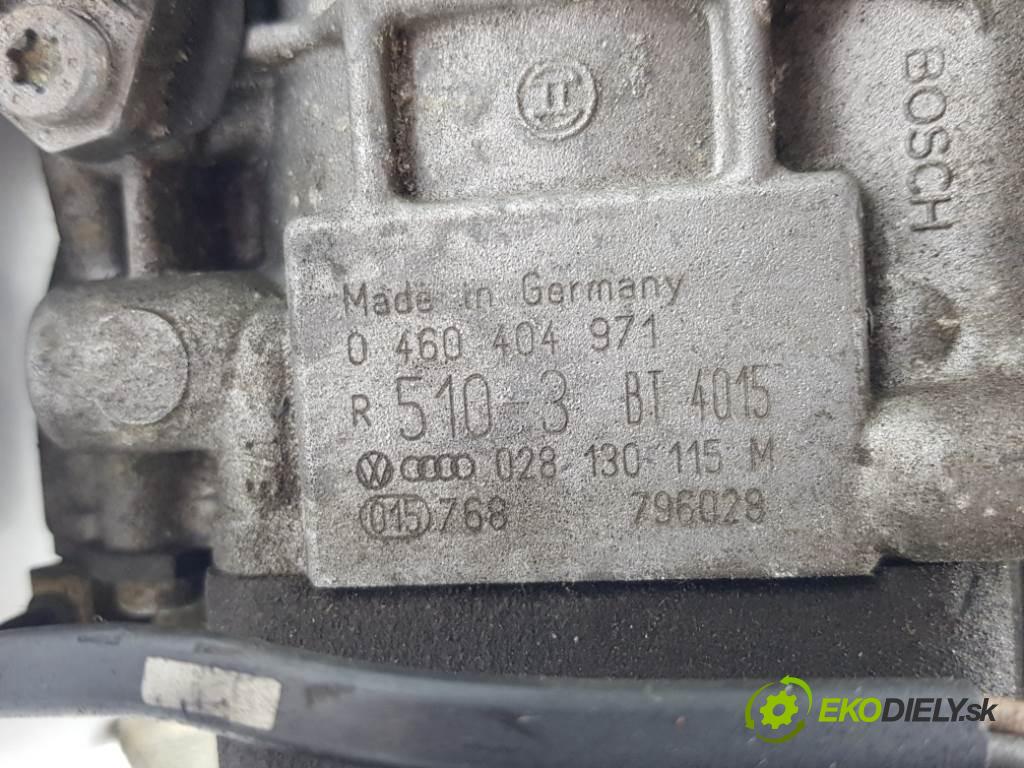 BOSCH
Made in Germany
0 460 404 971
R 510-3 BT 4015
028 130 115 M
015 768 796028
EKODIELY.sk